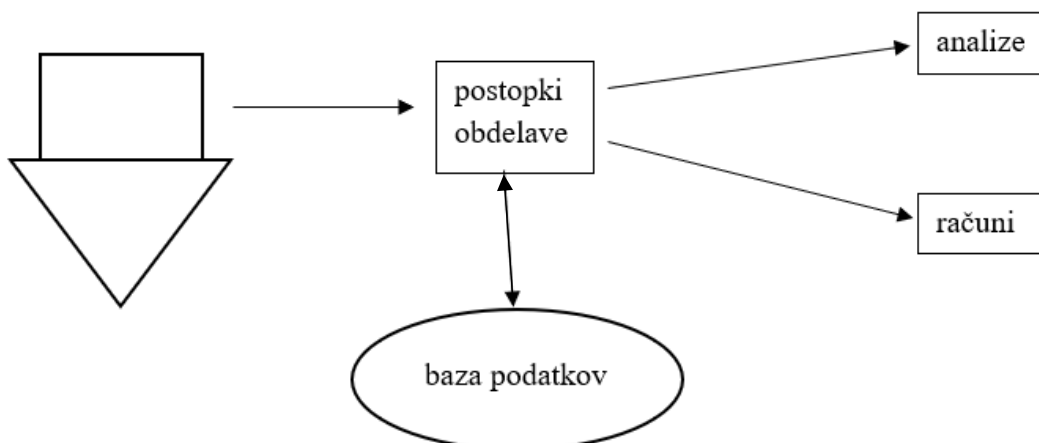 analize
postopki
obdelave
računi
baza podatkov